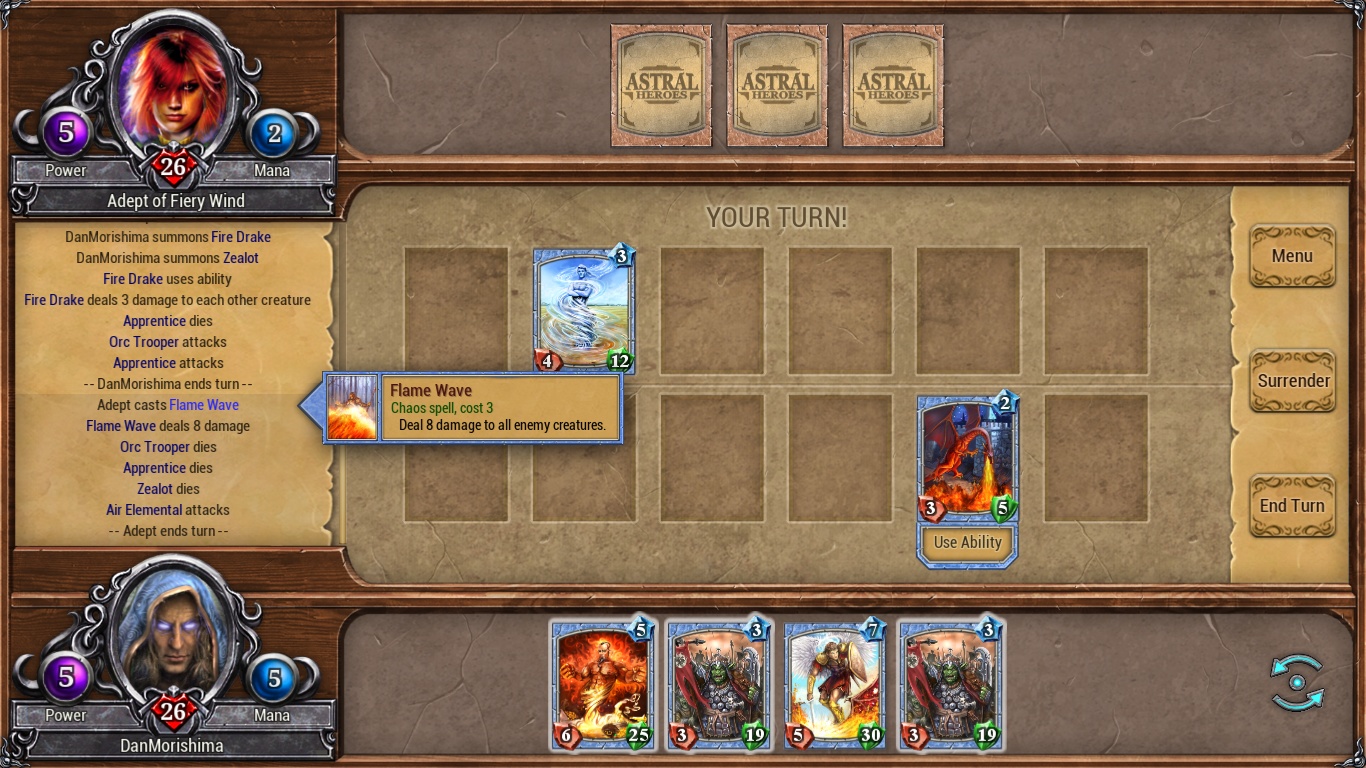 5
2
Power
26
Mana
Adept of Fiery Wind
ASTRAL
HEROES
ASTRAL
HEROES
ASTRAL
HEROES
YOUR TURN!
DanMorishima summons Fire Drake
DanMorishima summons Zealot
Fire Drake uses ability
Fire Drake deals 3 damage to each other creature
Apprentice dies
Orc Trooper attacks
Apprentice attacks
-- DanMorishima ends turn --
Adept casts Flame Wave
Flame Wave deals 8 damage
Orc Trooper dies
Apprentice dies
Zealot dies
Air Elemental attacks
-- Adept ends turn --
3
4
12
Flame Wave
Chaos spell, cost 3
Deal 8 damage to all enemy creatures.
2
3
5
Use Ability
Menu
Surrender
End Turn
5
5
Power
26
Mana
DanMorishima
5
6
25
3
3
19
7
5
30
3
3
19